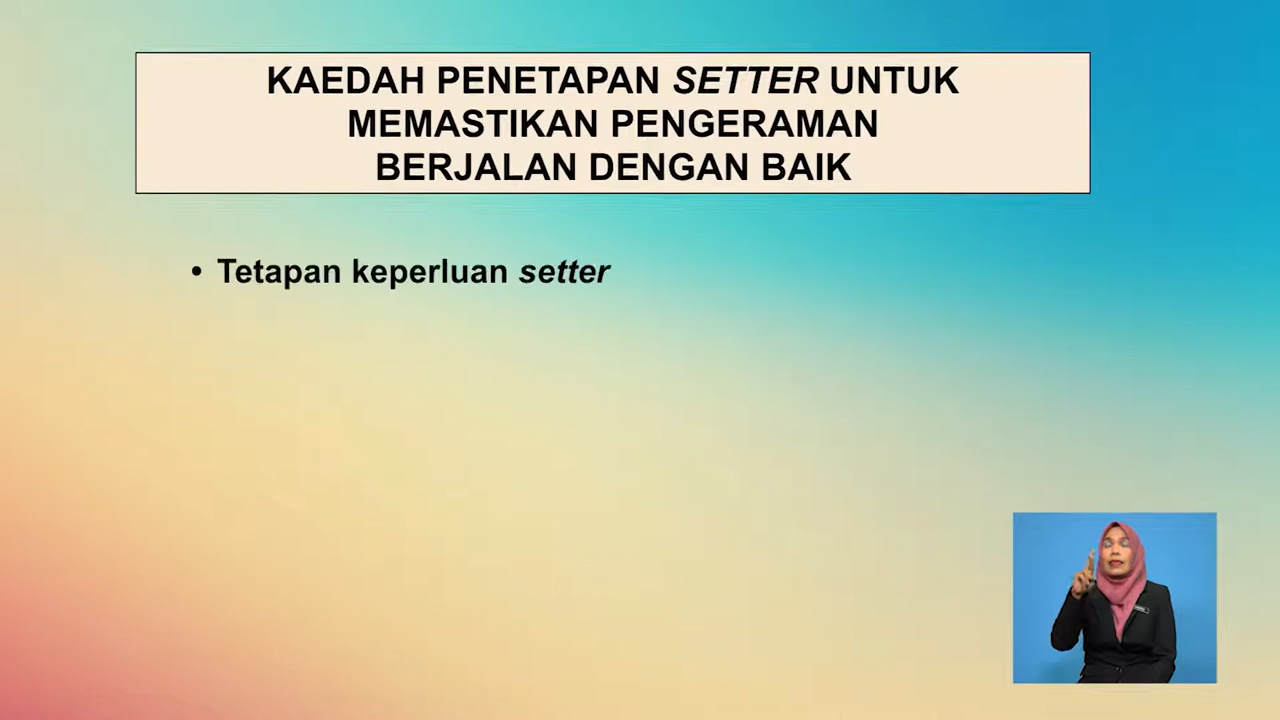 KAEDAH PENETAPAN SETTER UNTUK
MEMASTIKAN PENGERAMAN
BERJALAN DENGAN BAIK
• Tetapan keperluan setter